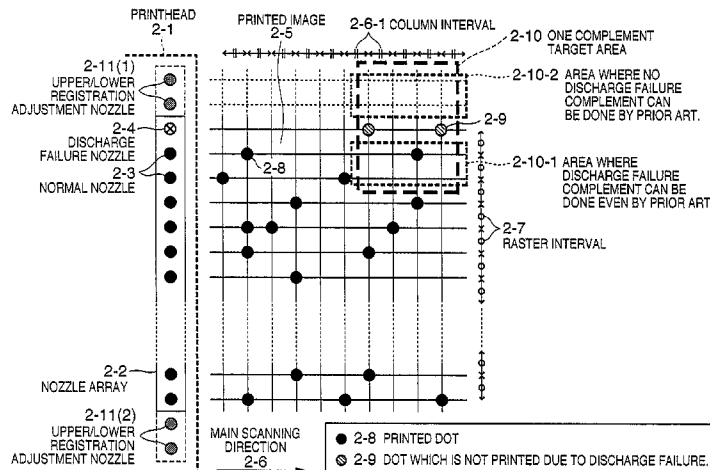 PRINTHEAD
2-1
PRINTED IMAGE
2-5
2-6-1 COLUMN INTERVAL
2-10 ONE COMPLEMENT
TARGET AREA
2-11(1)
UPPER/LOWER
REGISTRATION
ADJUSTMENT NOZZLE
2-10-2 AREA WHERE NO
DISCHARGE FAILURE
COMPLEMENT CAN
BE DONE BY PRIOR ART.
2-4
DISCHARGE
FAILURE NOZZLE
2-9
2-3
NORMAL NOZZLE
2-8
2-10-1 AREA WHERE
DISCHARGE FAILURE
COMPLEMENT CAN BE
DONE EVEN BY PRIOR ART
2-7
RASTER INTERVAL
2-2
NOZZLE ARRAY
2-11(2)
UPPER/LOWER
REGISTRATION
ADJUSTMENT NOZZLE
MAIN SCANNING
DIRECTION
2-6
2-8 PRINTED DOT
2-9 DOT WHICH IS NOT PRINTED DUE TO DISCHARGE FAILURE.